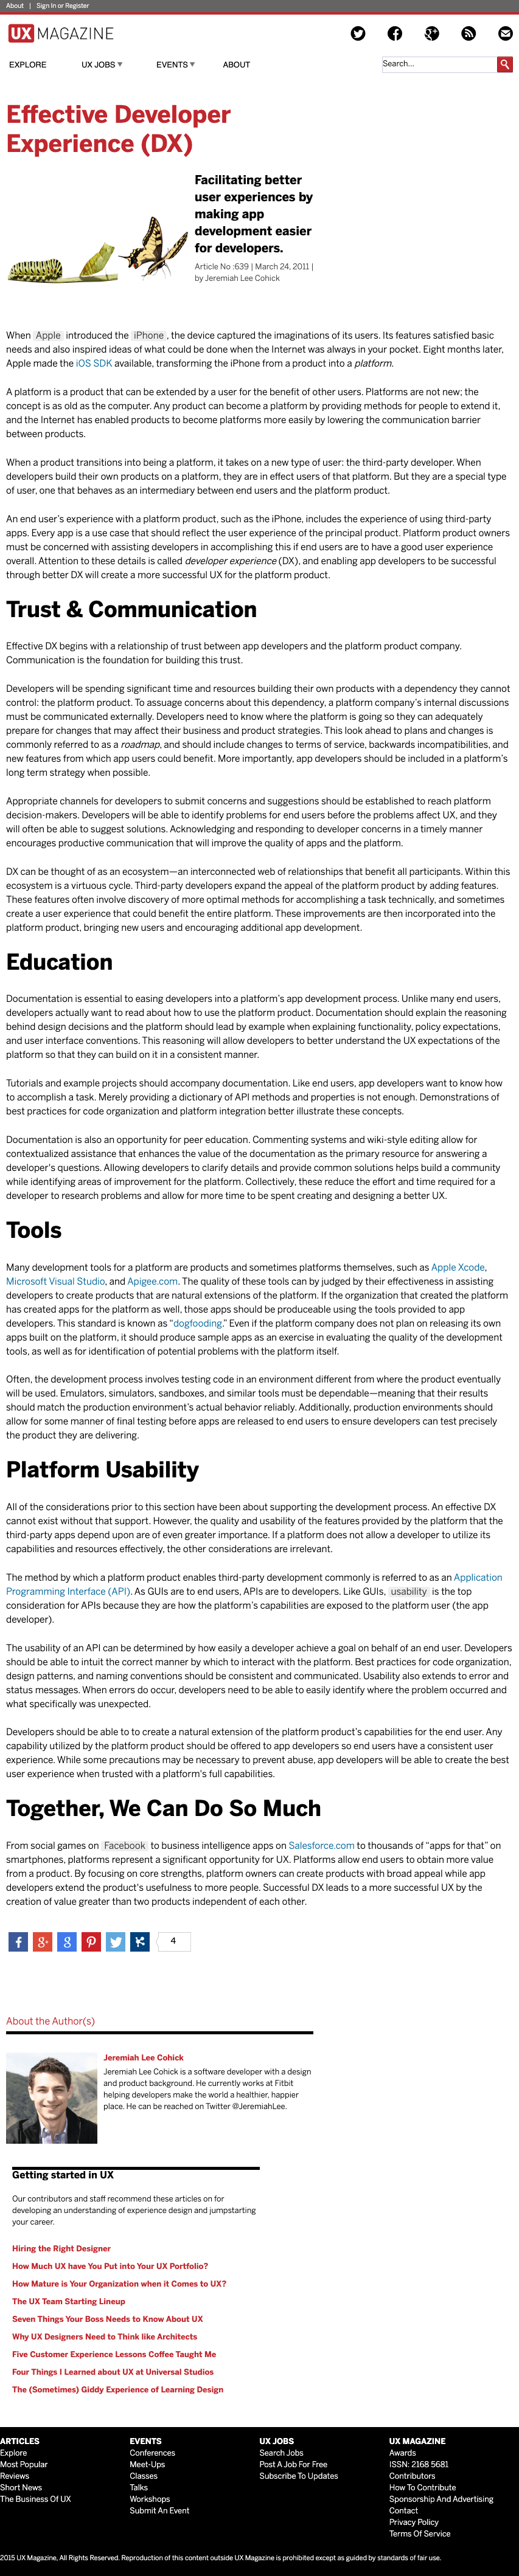 About | Sign In or Register
UX MAGAZINE
EXPLORE UX JOBS EVENTS ABOUT
Search...
Effective Developer
Experience (DX)
Facilitating better
user experiences by
making app
development easier
for developers.
Article No :639 | March 24, 2011 |
by Jeremiah Lee Cohick
When Apple introduced the iPhone, the device captured the imaginations of its users. Its features satisfied basic
needs and also inspired ideas of what could be done when the Internet was always in your pocket. Eight months later,
Apple made the iOS SDK available, transforming the iPhone from a product into a platform.
A platform is a product that can be extended by a user for the benefit of other users. Platforms are not new; the
concept is as old as the computer. Any product can become a platform by providing methods for people to extend it,
and the Internet has enabled products to become platforms more easily by lowering the communication barrier
between products.
When a product transitions into being a platform, it takes on a new type of user: the third-party developer. When
developers build their own products on a platform, they are in effect users of that platform. But they are a special type
of user, one that behaves as an intermediary between end users and the platform product.
An end user's experience with a platform product, such as the iPhone, includes the experience of using third-party
apps. Every app is a use case that should reflect the user experience of the principal product. Platform product owners
must be concerned with assisting developers in accomplishing this if end users are to have a good user experience
overall. Attention to these details is called developer experience (DX), and enabling app developers to be successful
through better DX will create a more successful UX for the platform product.
Trust & Communication
Effective DX begins with a relationship of trust between app developers and the platform product company.
Communication is the foundation for building this trust.
Developers will be spending significant time and resources building their own products with a dependency they cannot
control: the platform product. To assuage concerns about this dependency, a platform company's internal discussions
must be communicated externally. Developers need to know where the platform is going so they can adequately
prepare for changes that may affect their business and product strategies. This look ahead to plans and changes is
commonly referred to as a roadmap, and should include changes to terms of service, backwards incompatibilities, and
new features from which app users could benefit. More importantly, app developers should be included in a platform's
long term strategy when possible.
Appropriate channels for developers to submit concerns and suggestions should be established to reach platform
decision-makers. Developers will be able to identify problems for end users before the problems affect UX, and they
will often be able to suggest solutions. Acknowledging and responding to developer concerns in a timely manner
encourages productive communication that will improve the quality of apps and the platform.
DX can be thought of as an ecosystem—an interconnected web of relationships that benefit all participants. Within this
ecosystem is a virtuous cycle. Third-party developers expand the appeal of the platform product by adding features.
These features often involve discovery of more optimal methods for accomplishing a task technically, and sometimes
create a user experience that could benefit the entire platform. These improvements are then incorporated into the
platform product, bringing new users and encouraging additional app development.
Education
Documentation is essential to easing developers into a platform's app development process. Unlike many end users,
developers actually want to read about how to use the platform product. Documentation should explain the reasoning
behind design decisions and the platform should lead by example when explaining functionality, policy expectations,
and user interface conventions. This reasoning will allow developers to better understand the UX expectations of the
platform so that they can build on it in a consistent manner.
Tutorials and example projects should accompany documentation. Like end users, app developers want to know how
to accomplish a task. Merely providing a dictionary of API methods and properties is not enough. Demonstrations of
best practices for code organization and platform integration better illustrate these concepts.
Documentation is also an opportunity for peer education. Commenting systems and wiki-style editing allow for
contextualized assistance that enhances the value of the documentation as the primary resource for answering a
developer's questions. Allowing developers to clarify details and provide common solutions helps build a community
while identifying areas of improvement for the platform. Collectively, these reduce the effort and time required for a
developer to research problems and allow for more time to be spent creating and designing a better UX.
Tools
Many development tools for a platform are products and sometimes platforms themselves, such as Apple Xcode,
Microsoft Visual Studio, and Apigee.com. The quality of these tools can by judged by their effectiveness in assisting
developers to create products that are natural extensions of the platform. If the organization that created the platform
has created apps for the platform as well, those apps should be produceable using the tools provided to app
developers. This standard is known as "dogfooding." Even if the platform company does not plan on releasing its own
apps built on the platform, it should produce sample apps as an exercise in evaluating the quality of the development
tools, as well as for identification of potential problems with the platform itself.
Often, the development process involves testing code in an environment different from where the product eventually
will be used. Emulators, simulators, sandboxes, and similar tools must be dependable—meaning that their results
should match the production environment's actual behavior reliably. Additionally, production environments should
allow for some manner of final testing before apps are released to end users to ensure developers can test precisely
the product they are delivering.
Platform Usability
All of the considerations prior to this section have been about supporting the development process. An effective DX
cannot exist without that support. However, the quality and usability of the features provided by the platform that the
third-party apps depend upon are of even greater importance. If a platform does not allow a developer to utilize its
capabilities and resources effectively, the other considerations are irrelevant.
The method by which a platform product enables third-party development commonly is referred to as an Application
Programming Interface (API). As GUIs are to end users, APIs are to developers. Like GUIs, usability is the top
consideration for APIs because they are how the platform's capabilities are exposed to the platform user (the app
developer).
The usability of an API can be determined by how easily a developer achieve a goal on behalf of an end user. Developers
should be able to intuit the correct manner by which to interact with the platform. Best practices for code organization,
design patterns, and naming conventions should be consistent and communicated. Usability also extends to error and
status messages. When errors do occur, developers need to be able to easily identify where the problem occurred and
what specifically was unexpected.
Developers should be able to to create a natural extension of the platform product's capabilities for the end user. Any
capability utilized by the platform product should be offered to app developers so end users have a consistent user
experience. While some precautions may be necessary to prevent abuse, app developers will be able to create the best
user experience when trusted with a platform's full capabilities.
Together, We Can Do So Much
From social games on Facebook to business intelligence apps on Salesforce.com to thousands of "apps for that" on
smartphones, platforms represent a significant opportunity for UX. Platforms allow end users to obtain more value
from a product. By focusing on core strengths, platform owners can create products with broad appeal while app
developers extend the product's usefulness to more people. Successful DX leads to a more successful UX by the
creation of value greater than two products independent of each other.
4
About the Author(s)
Jeremiah Lee Cohick
Jeremiah Lee Cohick is a software developer with a design
and product background. He currently works at Fitbit
helping developers make the world a healthier, happier
place. He can be reached on Twitter @JeremiahLee.
Getting started in UX
Our contributors and staff recommend these articles on for
developing an understanding of experience design and jumpstarting
your career.
Hiring the Right Designer
How Much UX have You Put into Your UX Portfolio?
How Mature is Your Organization when it Comes to UX?
The UX Team Starting Lineup
Seven Things Your Boss Needs to Know About UX
Why UX Designers Need to Think like Architects
Five Customer Experience Lessons Coffee Taught Me
Four Things I Learned about UX at Universal Studios
The (Sometimes) Giddy Experience of Learning Design
ARTICLES
Explore
Most Popular
Reviews
Short News
The Business Of UX
EVENTS
Conferences
Meet-Ups
Classes
Talks
Workshops
Submit An Event
UX JOBS
Search Jobs
Post A Job For Free
Subscribe To Updates
UX MAGAZINE
Awards
ISSN: 2168 5681
Contributors
How To Contribute
Sponsorship And Advertising
Contact
Privacy Policy
Terms Of Service
2015 UX Magazine, All Rights Reserved. Reproduction of this content outside UX Magazine is prohibited except as guided by standards of fair use.